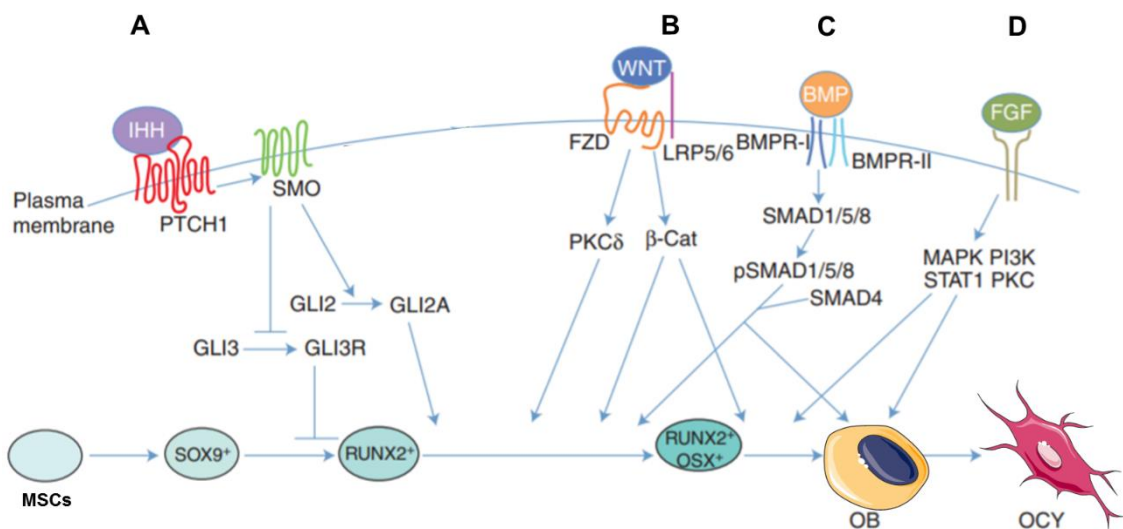 A
B
C
D
IHH
WNT
BMP
FGF
FZD
LRP5/6
BMPR-I
BMPR-II
SMO
Plasma
membrane
PTCH1
SMAD1/5/8
PKCδ
β-Cat
pSMAD1/5/8
MAPK PI3K
STAT1 PKC
SMAD4
GLI2
GLI2A
GLI3
GLI3R
SOX9⁺
RUNX2⁺
RUNX2⁺
OSX⁺
MSCs
OB
OCY